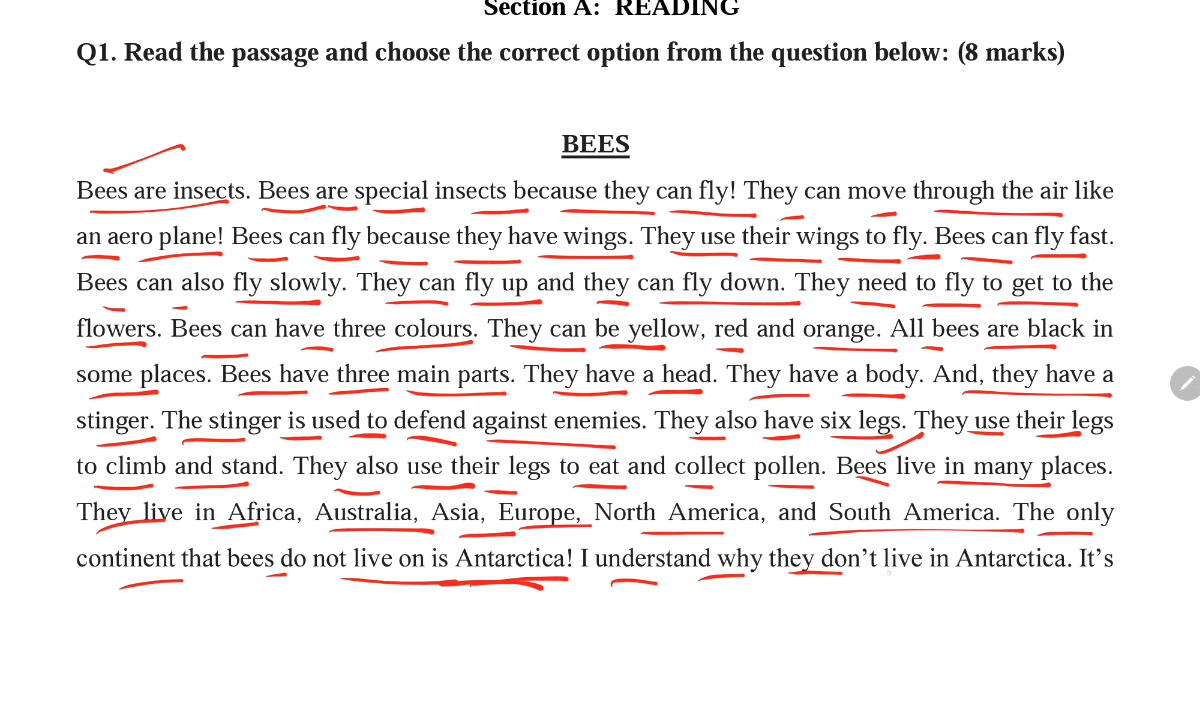 Section A: READING
Q1. Read the passage and choose the correct option from the question below: (8 marks)
BEES
Bees are insects. Bees are special insects because they can fly! They can move through the air like
an aero plane! Bees can fly because they have wings. They use their wings to fly. Bees can fly fast.
Bees can also fly slowly. They can fly up and they can fly down. They need to fly to get to the
flowers. Bees can have three colours. They can be yellow, red and orange. All bees are black in
some places. Bees have three main parts. They have a head. They have a body. And, they have a
stinger. The stinger is used to defend against enemies. They also have six legs. They use their legs
to climb and stand. They also use their legs to eat and collect pollen. Bees live in many places.
They live in Africa, Australia, Asia, Europe, North America, and South America. The only
continent that bees do not live on is Antarctica! I understand why they don’t live in Antarctica. It’s